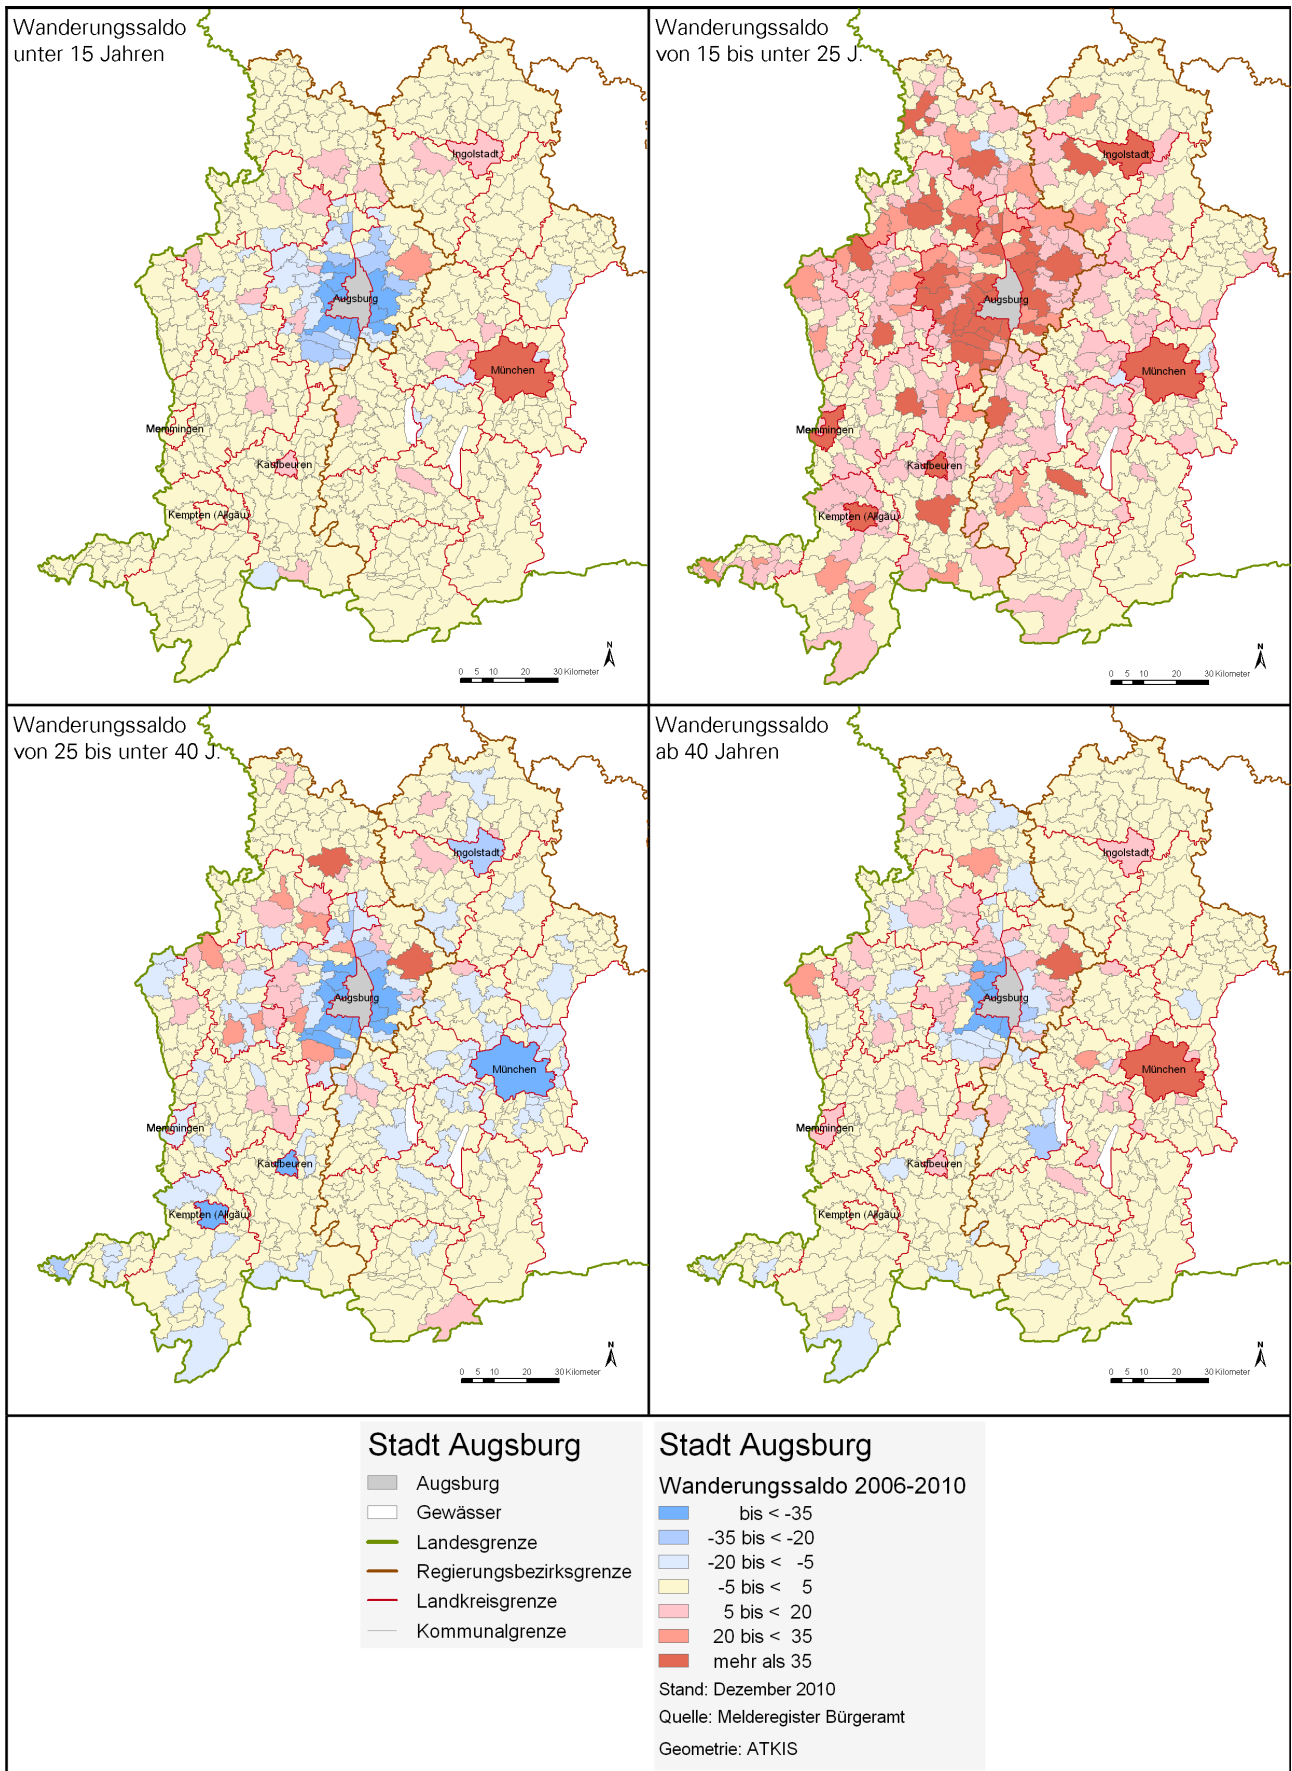 Wanderungssaldo
unter 15 Jahren
Ingolstadt
Augsburg
München
Memmingen
Kaufbeuren
Kempten (Allgäu)
N
0 5 10 20 30 Kilometer
Wanderungssaldo
von 15 bis unter 25 J.
Ingolstadt
Augsburg
München
Memmingen
Kaufbeuren
Kempten (Allgäu)
N
0 5 10 20 30 Kilometer
Wanderungssaldo
von 25 bis unter 40 J.
Ingolstadt
Augsburg
München
Memmingen
Kaufbeuren
Kempten (Allgäu)
N
0 5 10 20 30 Kilometer
Wanderungssaldo
ab 40 Jahren
Ingolstadt
Augsburg
München
Memmingen
Kaufbeuren
Kempten (Allgäu)
N
0 5 10 20 30 Kilometer
Stadt Augsburg
Augsburg
Gewässer
Landesgrenze
Regierungsbezirksgrenze
Landkreisgrenze
Kommunalgrenze
Stadt Augsburg
Wanderungssaldo 2006-2010
bis < -35
-35 bis < -20
-20 bis < -5
-5 bis < 5
5 bis < 20
20 bis < 35
mehr als 35
Stand: Dezember 2010
Quelle: Melderegister Bürgeramt
Geometrie: ATKIS